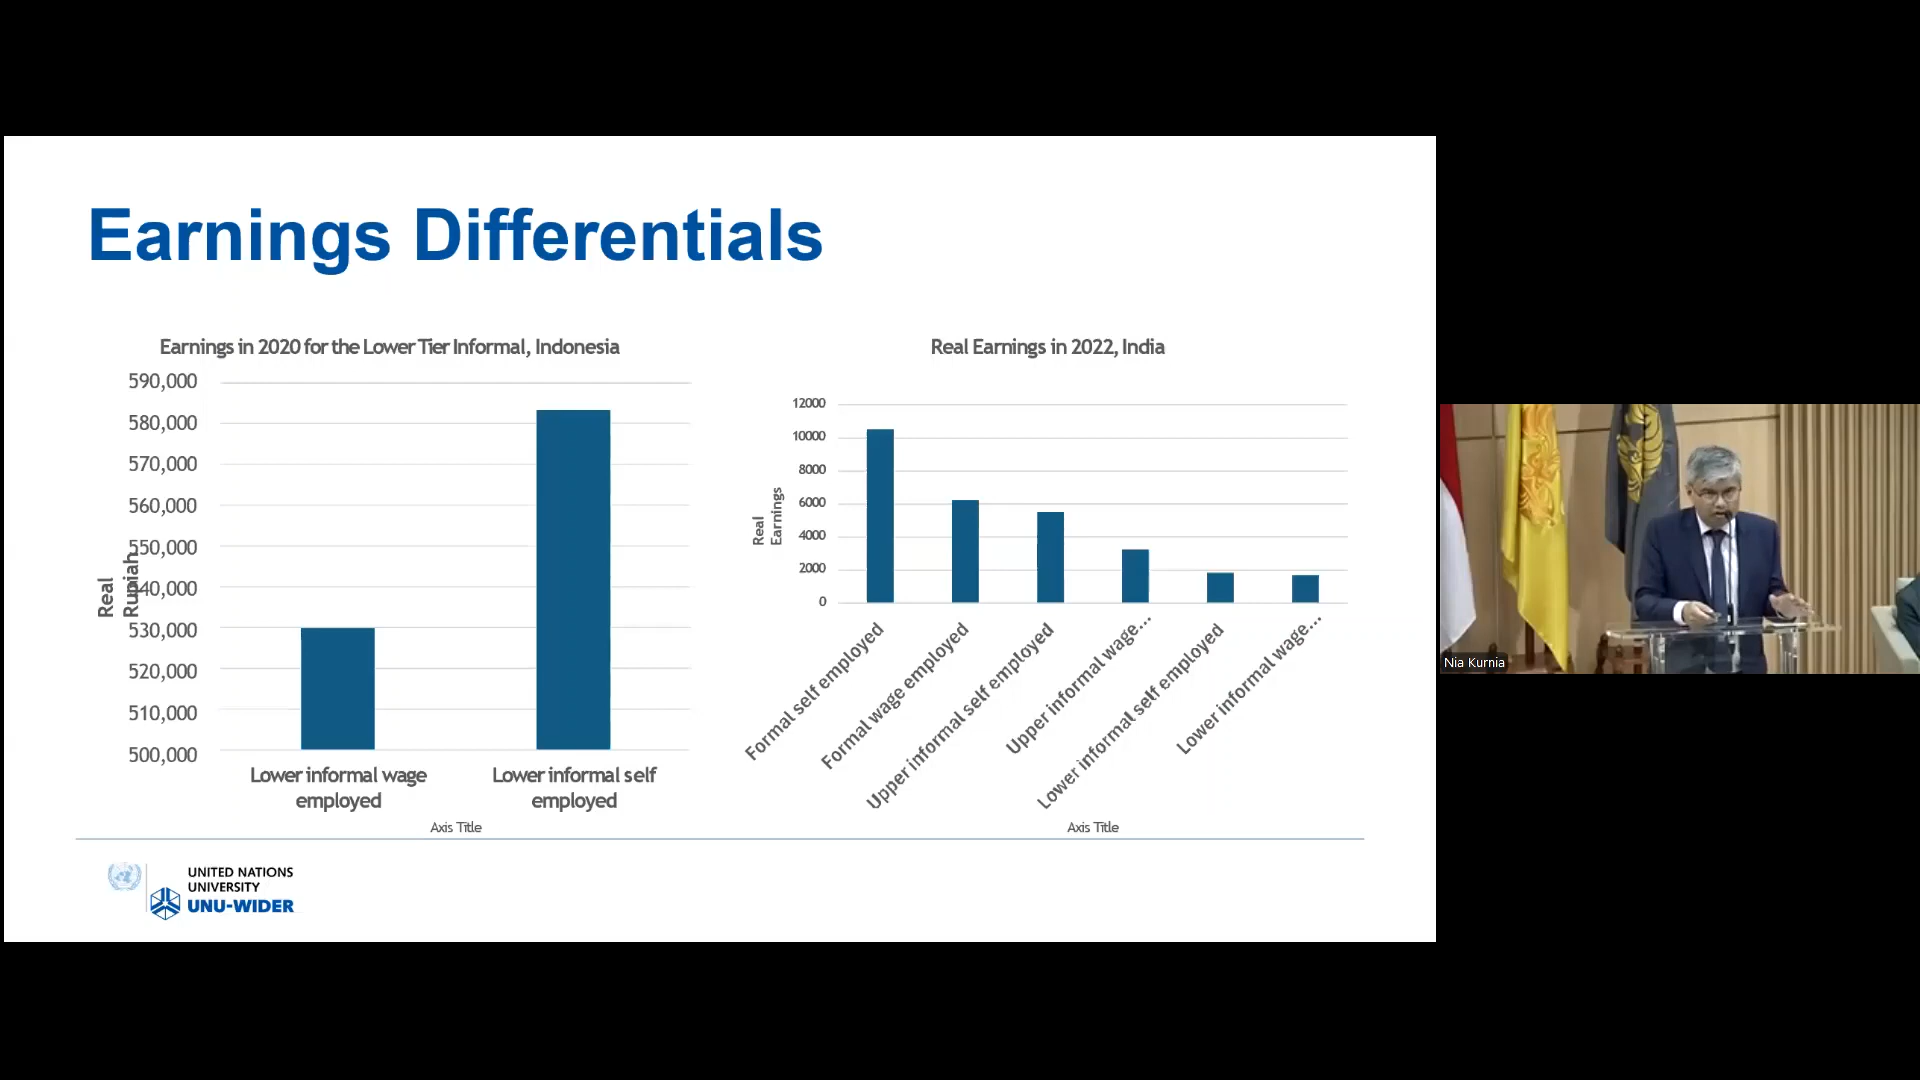 Earnings Differentials
Earnings in 2020 for the Lower Tier Informal, Indonesia
590,000
580,000
570,000
560,000
550,000
540,000
530,000
520,000
510,000
500,000
Real
Rupiah
Lower informal wage
employed
Lower informal self
employed
Axis Title
Real Earnings in 2022, India
12000
10000
8000
6000
4000
2000
0
Real
Earnings
Formal self employed
Formal wage employed
Upper informal self employed
Upper informal wage...
Lower informal self employed
Lower informal wage...
Axis Title
UNITED NATIONS
UNIVERSITY
UNU-WIDER
Nia Kurnia